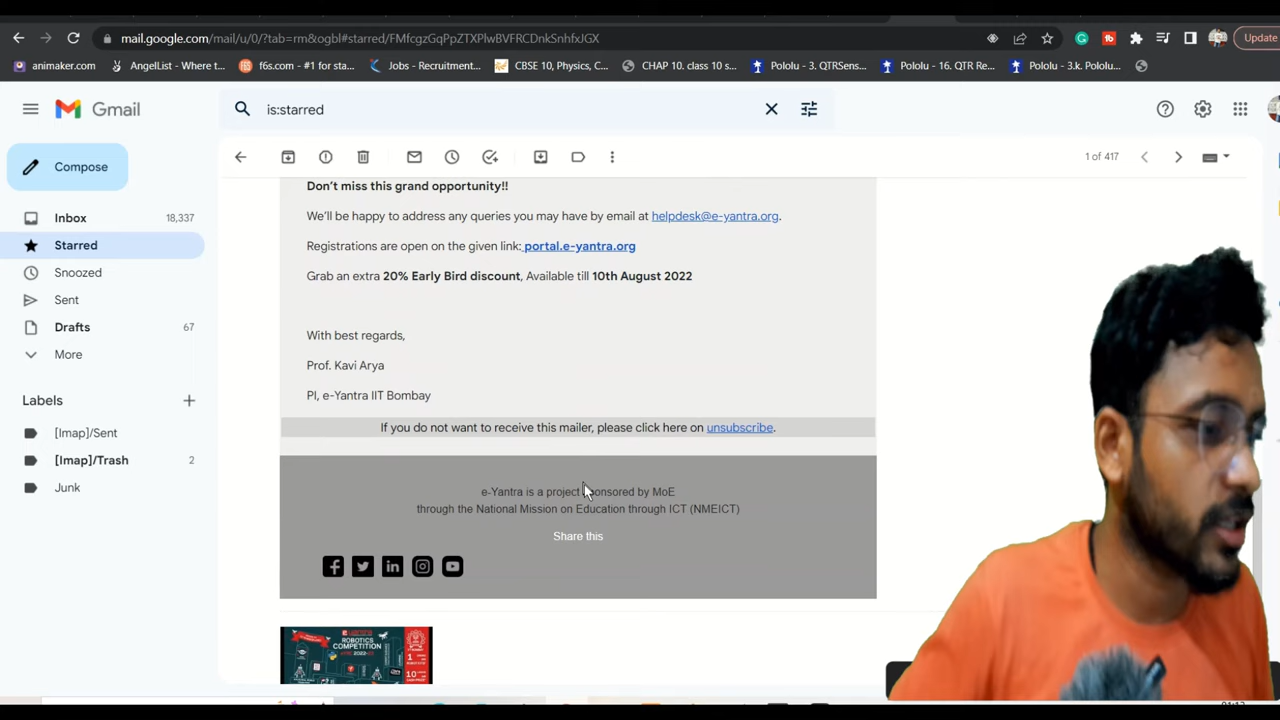 mail.google.com/mail/u/0/?tab=rm&ogbl#starred/FMfcgzGqPpZTXPlwBVFRCDnkSnhfxJGX
Update
animaker.com
AngelList - Where t...
f6s.com - #1 for sta...
Jobs - Recruitment...
CBSE 10, Physics, C...
CHAP 10. class 10 s...
Pololu - 3. QTRSens...
Pololu - 16. QTR Re...
Pololu - 3.k. Pololu...
Gmail
is:starred
Compose
1 of 417
Inbox 18,337
Starred
Snoozed
Sent
Drafts 67
More
Labels
[Imap]/Sent
[Imap]/Trash 2
Junk
Don't miss this grand opportunity!!
We'll be happy to address any queries you may have by email at helpdesk@e-yantra.org.
Registrations are open on the given link: portal.e-yantra.org
Grab an extra 20% Early Bird discount, Available till 10th August 2022
With best regards,
Prof. Kavi Arya
PI, e-Yantra IIT Bombay
If you do not want to receive this mailer, please click here on unsubscribe.
e-Yantra is a project sponsored by MoE
through the National Mission on Education through ICT (NMEICT)
Share this
ROBOTICS
COMPETITION